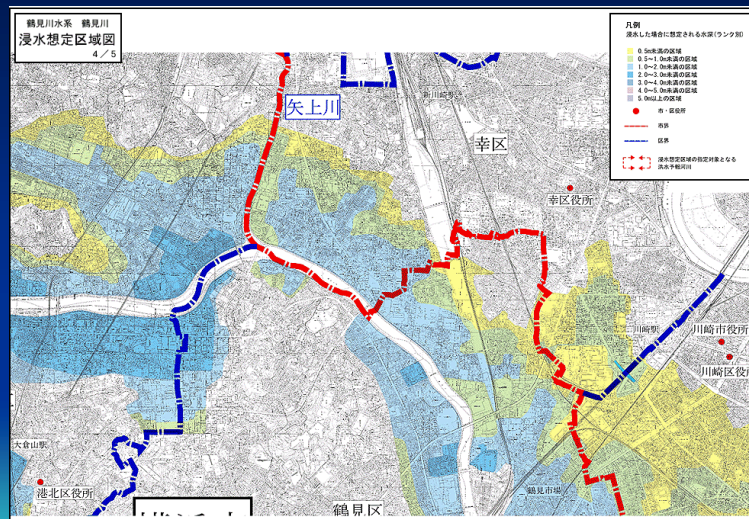 鶴見川水系 鶴見川
浸水想定区域図
4／5
凡例
浸水した場合に想定される水深(ランク別)
0.5m未満の区域
0.5～1.0m未満の区域
1.0～2.0m未満の区域
2.0～3.0m未満の区域
3.0～4.0m未満の区域
4.0～5.0m未満の区域
5.0m以上の区域
市・区役所
市界
区界
浸水想定区域の指定対象となる
洪水予報河川
矢上川
新川崎駅
幸区
幸区役所
川崎駅
川崎市役所
川崎区役所
大倉山駅
港北区役所
鶴見区
鶴見市場